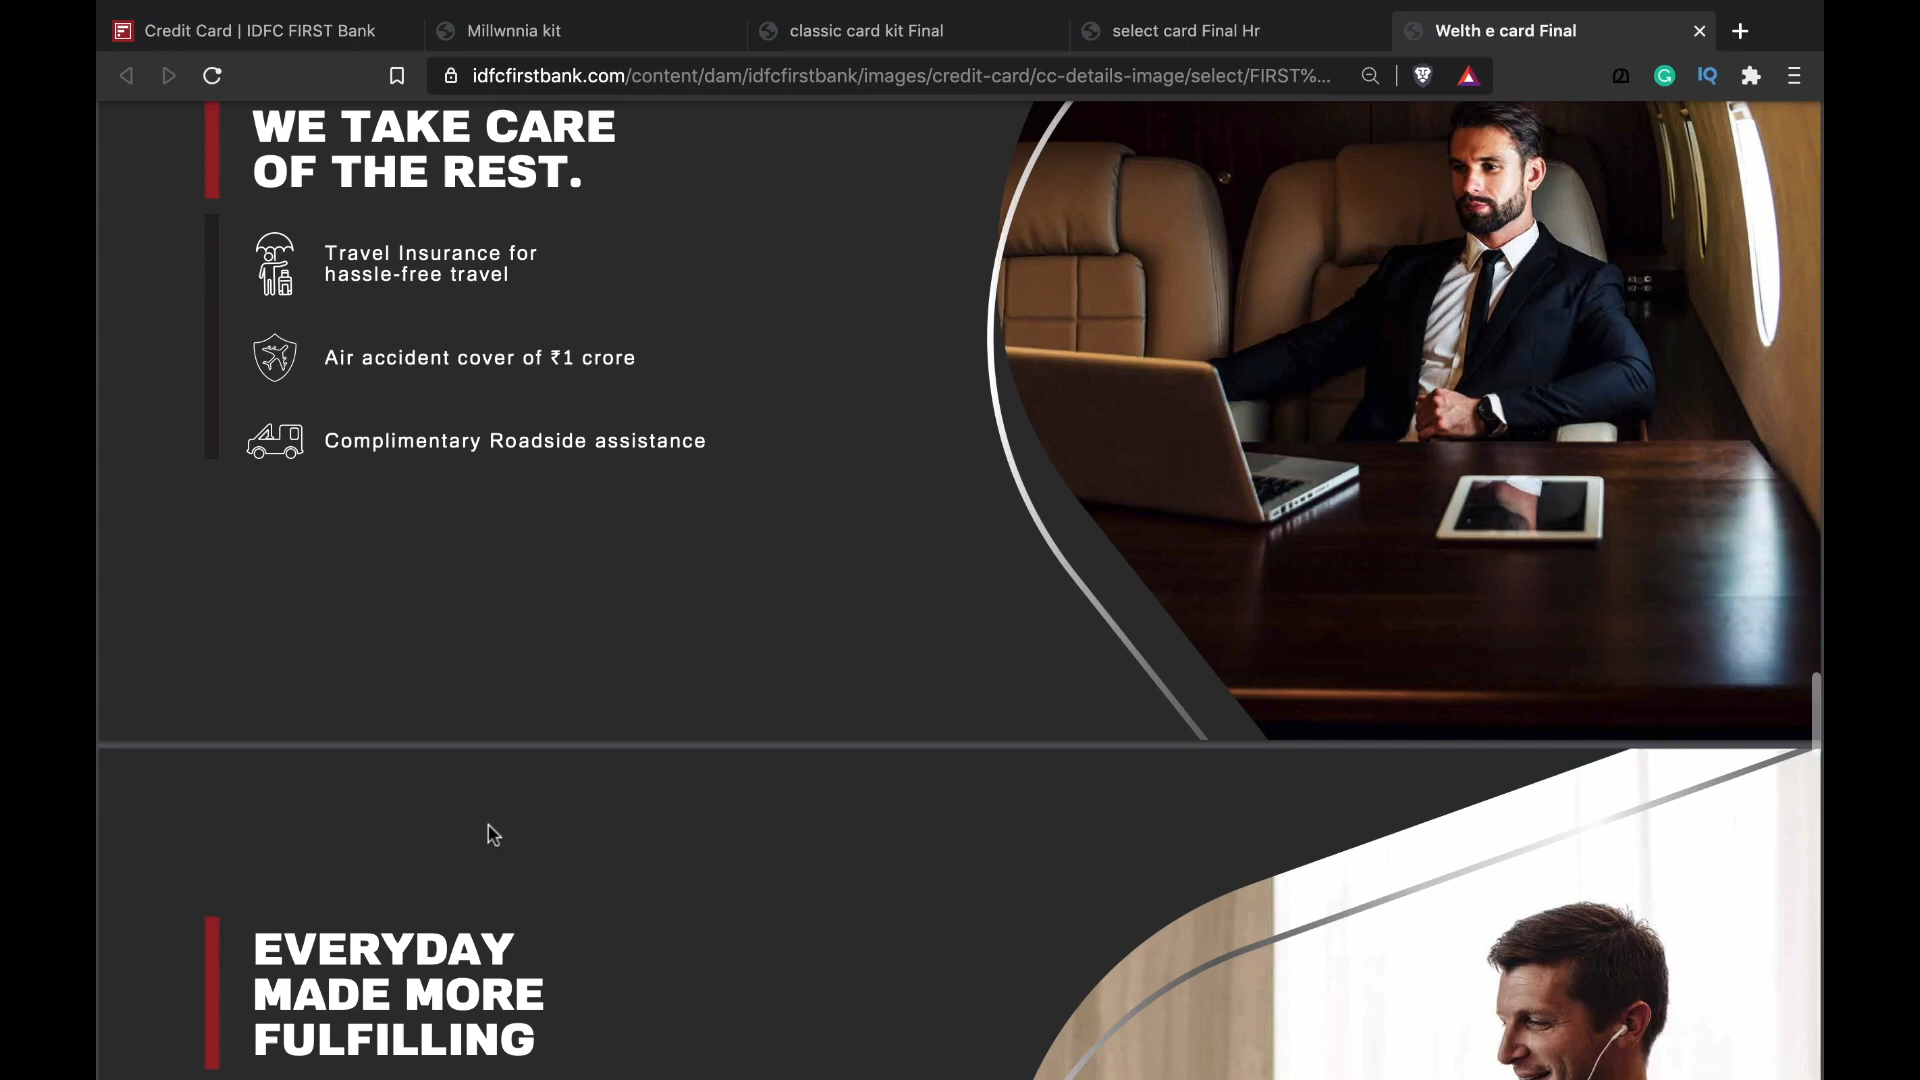 Credit Card | IDFC FIRST Bank
Millwnnia kit
classic card kit Final
select card Final Hr
Welth e card Final
idfcfirstbank.com/content/dam/idfcfirstbank/images/credit-card/cc-details-image/select/FIRST%...
IQ
WE TAKE CARE
OF THE REST.
Travel Insurance for
hassle-free travel
Air accident cover of ₹1 crore
Complimentary Roadside assistance
EVERYDAY
MADE MORE
FULFILLING